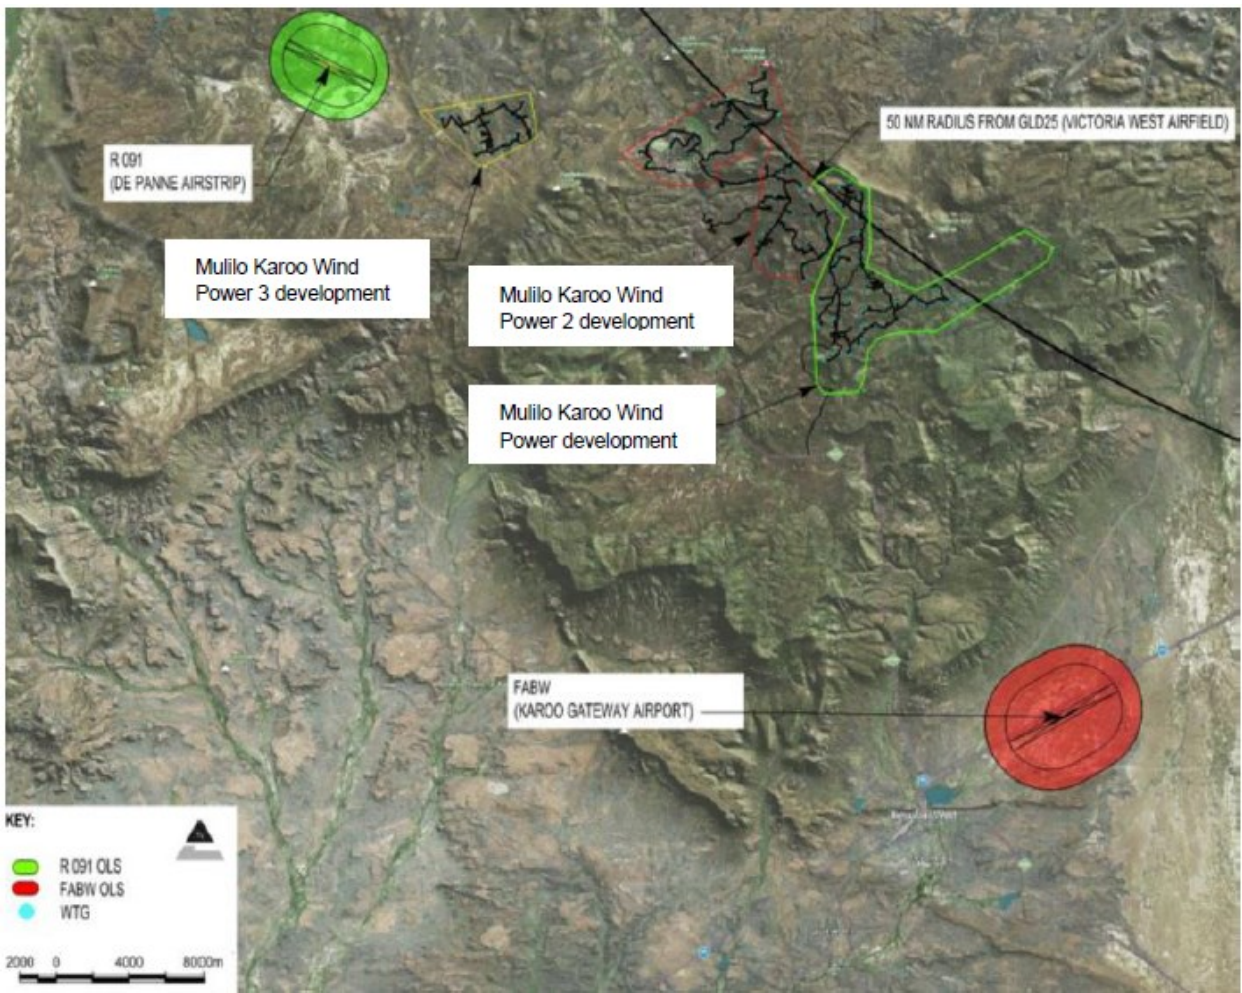 50 NM RADIUS FROM GLD25 (VICTORIA WEST AIRFIELD)
R 091
(DE PANNE AIRSTRIP)
Mulilo Karoo Wind
Power 3 development
Mulilo Karoo Wind
Power 2 development
Mulilo Karoo Wind
Power development
FABW
(KAROO GATEWAY AIRPORT)
KEY:
R 091 OLS
FABW OLS
WTG
2000 0 4000 8000m